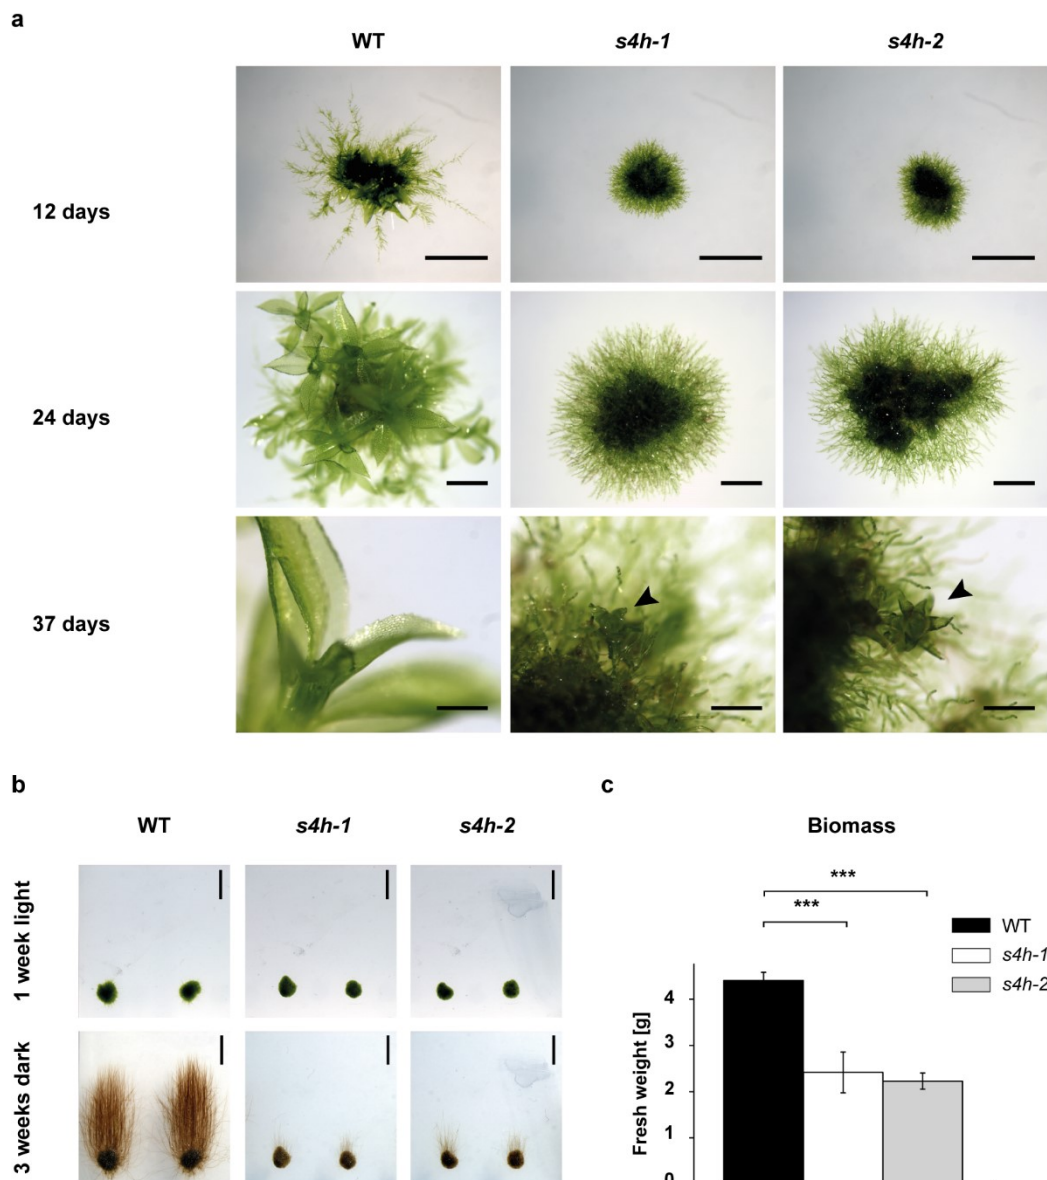 a
WT s4h-1 s4h-2
12 days
24 days
37 days
b
WT s4h-1 s4h-2
1 week light
3 weeks dark
c
Biomass
***
***
WT
s4h-1
s4h-2
Fresh weight [g]
4
3
2
1
0